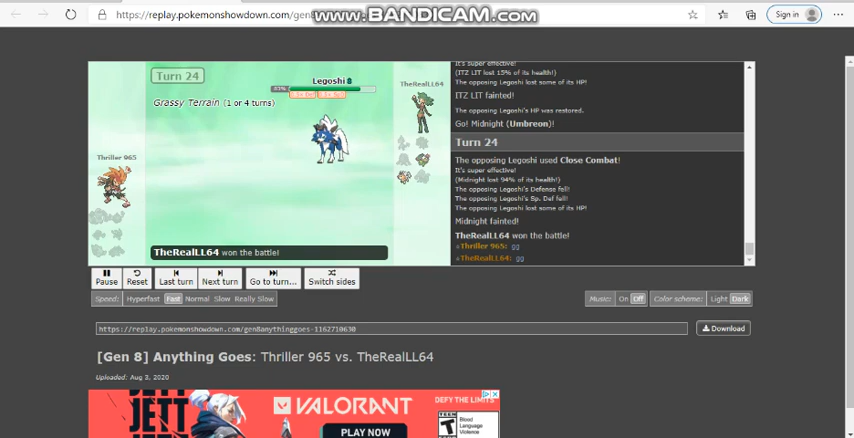 https://replay.pokemonshowdown.com/gen8
www.BANDICAM.com
Sign in
Turn 24
Legoshi
83%
TheRealLL64
Grassy Terrain (1 or 4 turns)
Thriller 965
TheRealLL64 won the battle!
It's super effective!
(ITZ LIT lost 15% of its health!)
The opposing Legoshi lost some of its HP!
ITZ LIT fainted!
The opposing Legoshi's HP was restored.
Go! Midnight (Umbreon)!
Turn 24
The opposing Legoshi used Close Combat!
It's super effective!
(Midnight lost 94% of its health!)
The opposing Legoshi's Defense fell!
The opposing Legoshi's Sp. Def fell!
The opposing Legoshi lost some of its HP!
Midnight fainted!
TheRealLL64 won the battle!
+Thriller 965: gg
+TheRealLL64: gg
Pause Reset Last turn Next turn Go to turn... Switch sides
Speed: Hyperfast Fast Normal Slow Really Slow
Music: On Off Color scheme: Light Dark
https://replay.pokemonshowdown.com/gen8anythinggoes-1162710630
Download
[Gen 8] Anything Goes: Thriller 965 vs. TheRealLL64
Uploaded: Aug 3, 2020
JETT
JETT
VALORANT
PLAY NOW
DEFY THE LIMITS
TEEN
T
Blood
Language
Violence